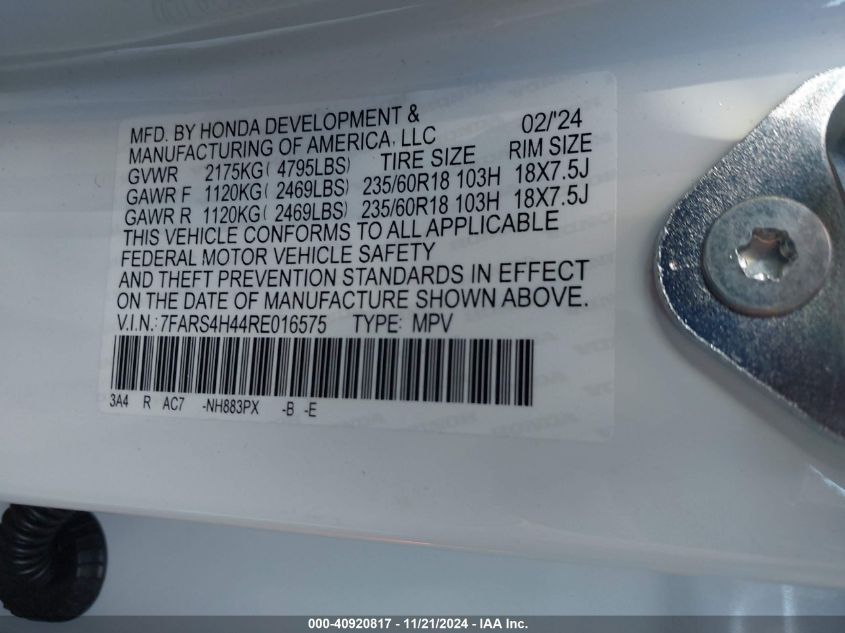 MFD. BY HONDA DEVELOPMENT & 02/'24
MANUFACTURING OF AMERICA, LLC
GVWR 2175KG( 4795LBS) TIRE SIZE RIM SIZE
GAWR F 1120KG( 2469LBS) 235/60R18 103H 18X7.5J
GAWR R 1120KG( 2469LBS) 235/60R18 103H 18X7.5J
THIS VEHICLE CONFORMS TO ALL APPLICABLE
FEDERAL MOTOR VEHICLE SAFETY
AND THEFT PREVENTION STANDARDS IN EFFECT
ON THE DATE OF MANUFACTURE SHOWN ABOVE.
V.I.N.: 7FARS4H44RE016575 TYPE: MPV
3A4 R AC7 -NH883PX -B -E
000-40920817 - 11/21/2024 - IAA Inc.